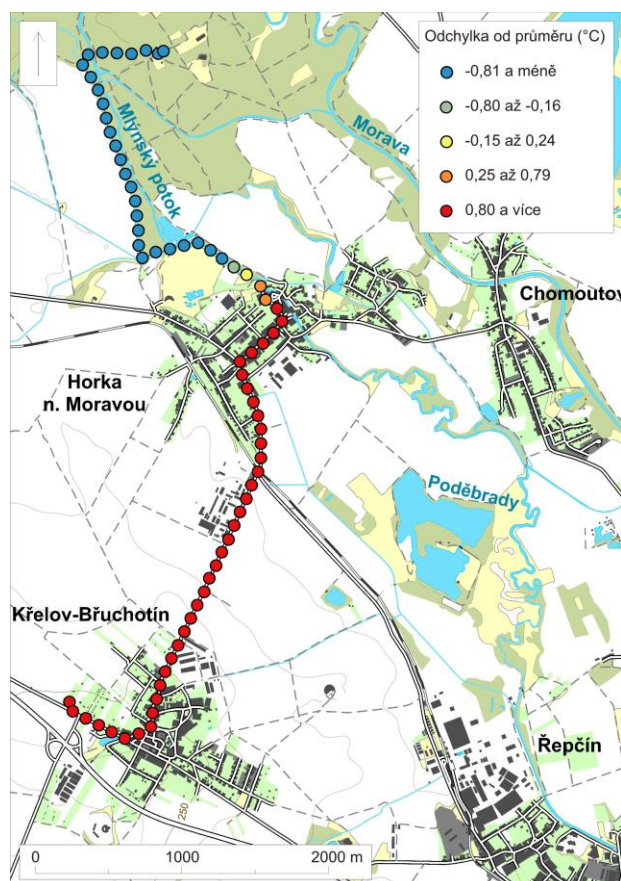 Odchylka od průměru (°C)
-0,81 a méně
-0,80 až -0,16
-0,15 až 0,24
0,25 až 0,79
0,80 a více
Morava
Mlýnský potok
Chomoutov
Horka
n. Moravou
Poděbrady
Křelov-Břuchotín
Řepčín
250
0
1000
2000 m